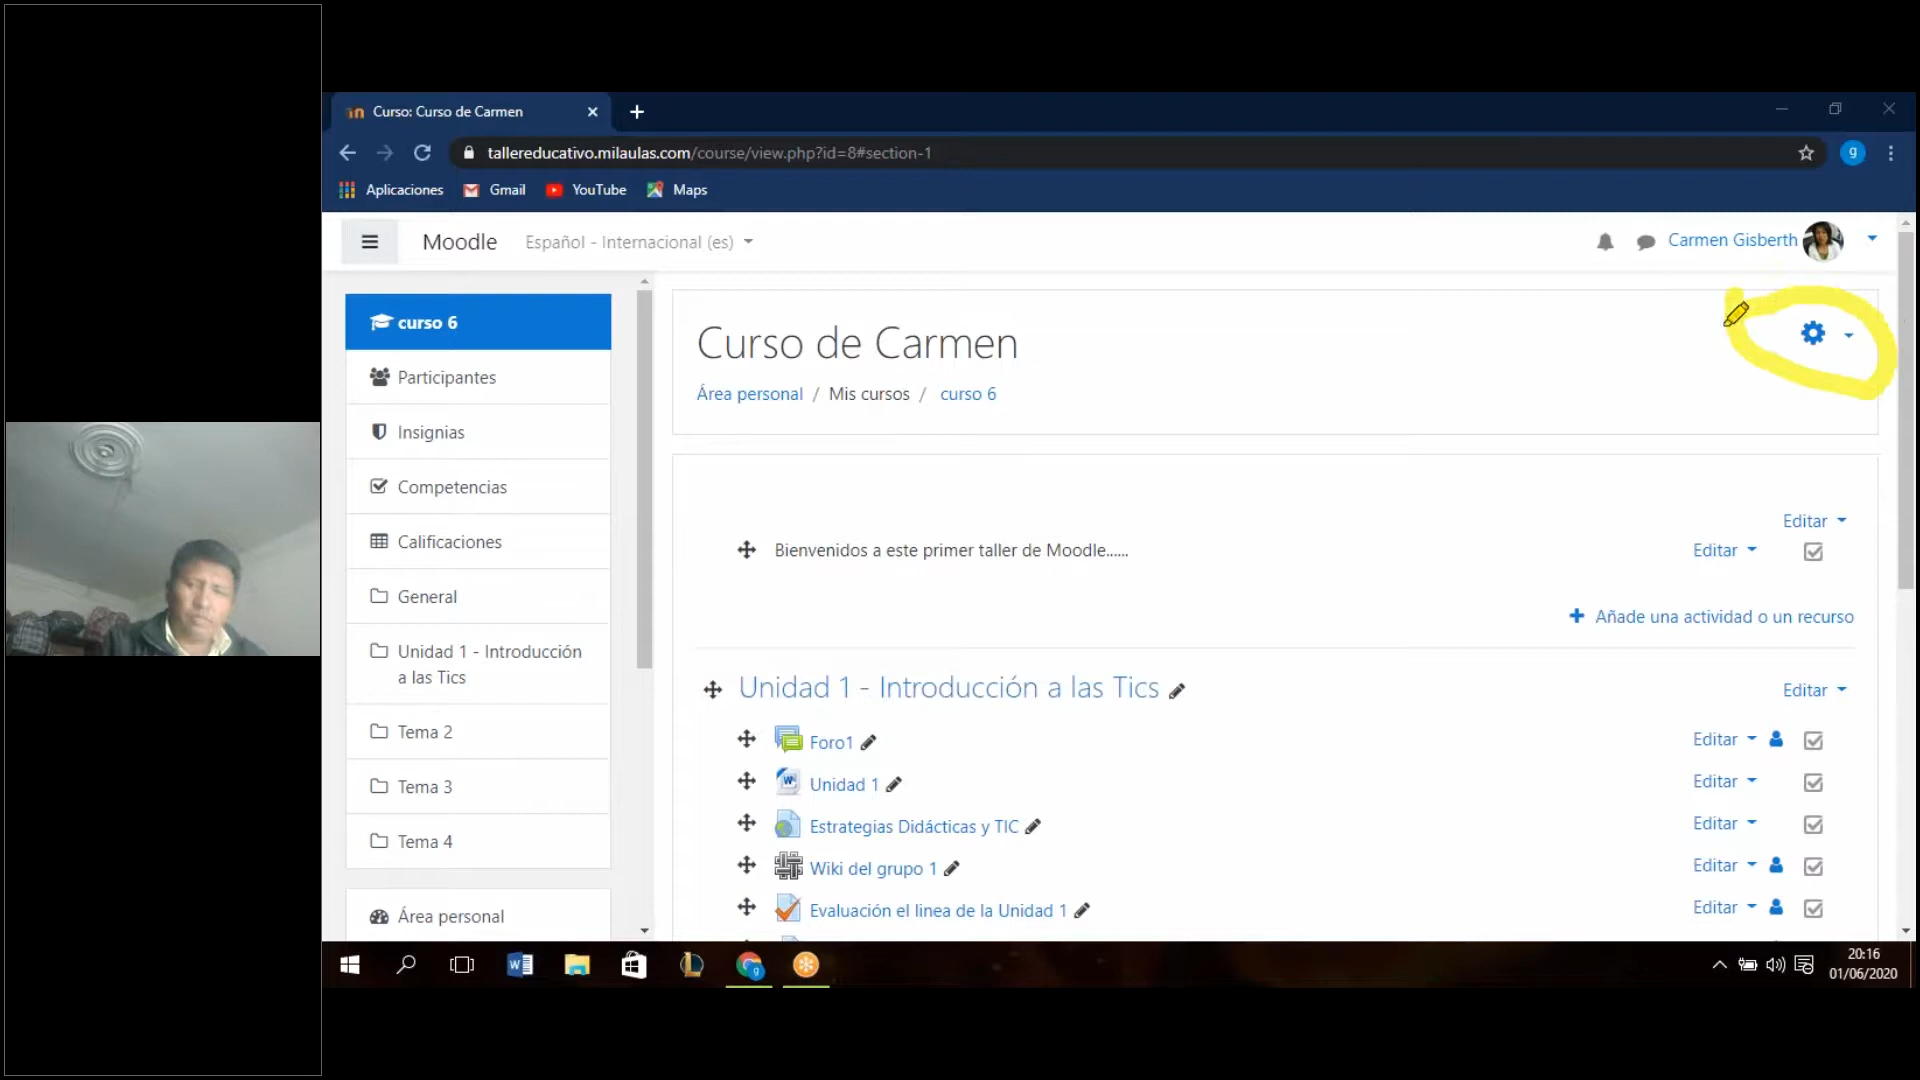 Curso: Curso de Carmen
tallereducativo.milaulas.com/course/view.php?id=8#section-1
g
Aplicaciones
Gmail
YouTube
Maps
Moodle
Español - Internacional (es)
Carmen Gisberth
curso 6
Participantes
Insignias
Competencias
Calificaciones
General
Unidad 1 - Introducción
a las Tics
Tema 2
Tema 3
Tema 4
Área personal
Curso de Carmen
Área personal / Mis cursos / curso 6
Editar
Bienvenidos a este primer taller de Moodle......
Editar
+ Añade una actividad o un recurso
Unidad 1 - Introducción a las Tics
Editar
Foro1
Editar
Unidad 1
Editar
Estrategias Didácticas y TIC
Editar
Wiki del grupo 1
Editar
Evaluación el linea de la Unidad 1
Editar
20:16
01/06/2020